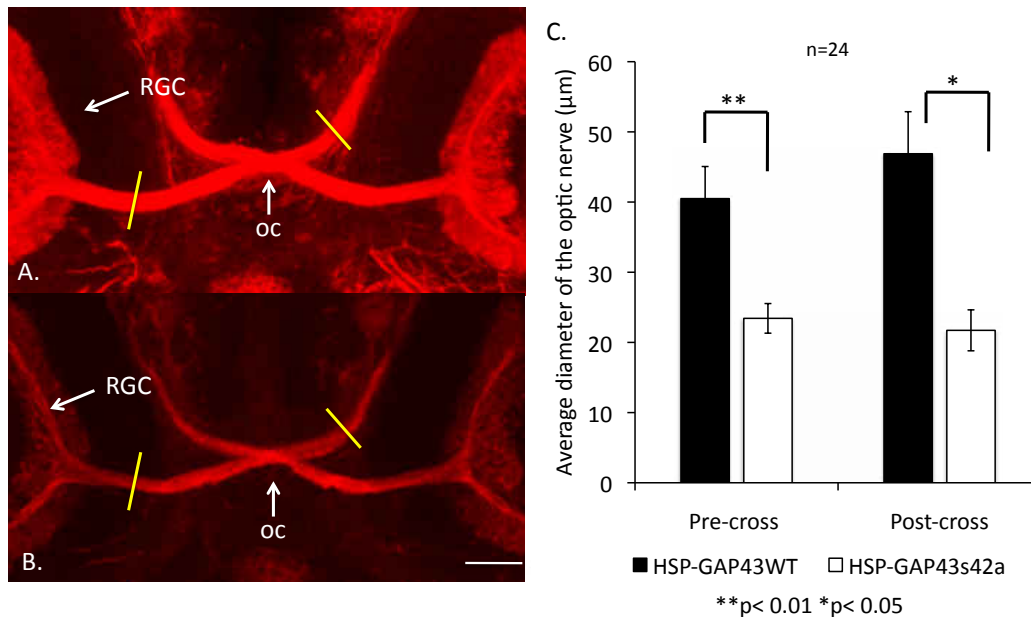 RGC
oc
A.
RGC
oc
B.
C.
n=24
Average diameter of the optic nerve (μm)
60
50
40
30
20
10
0
**
*
Pre-cross
Post-cross
HSP-GAP43WT
HSP-GAP43s42a
**p< 0.01 *p< 0.05